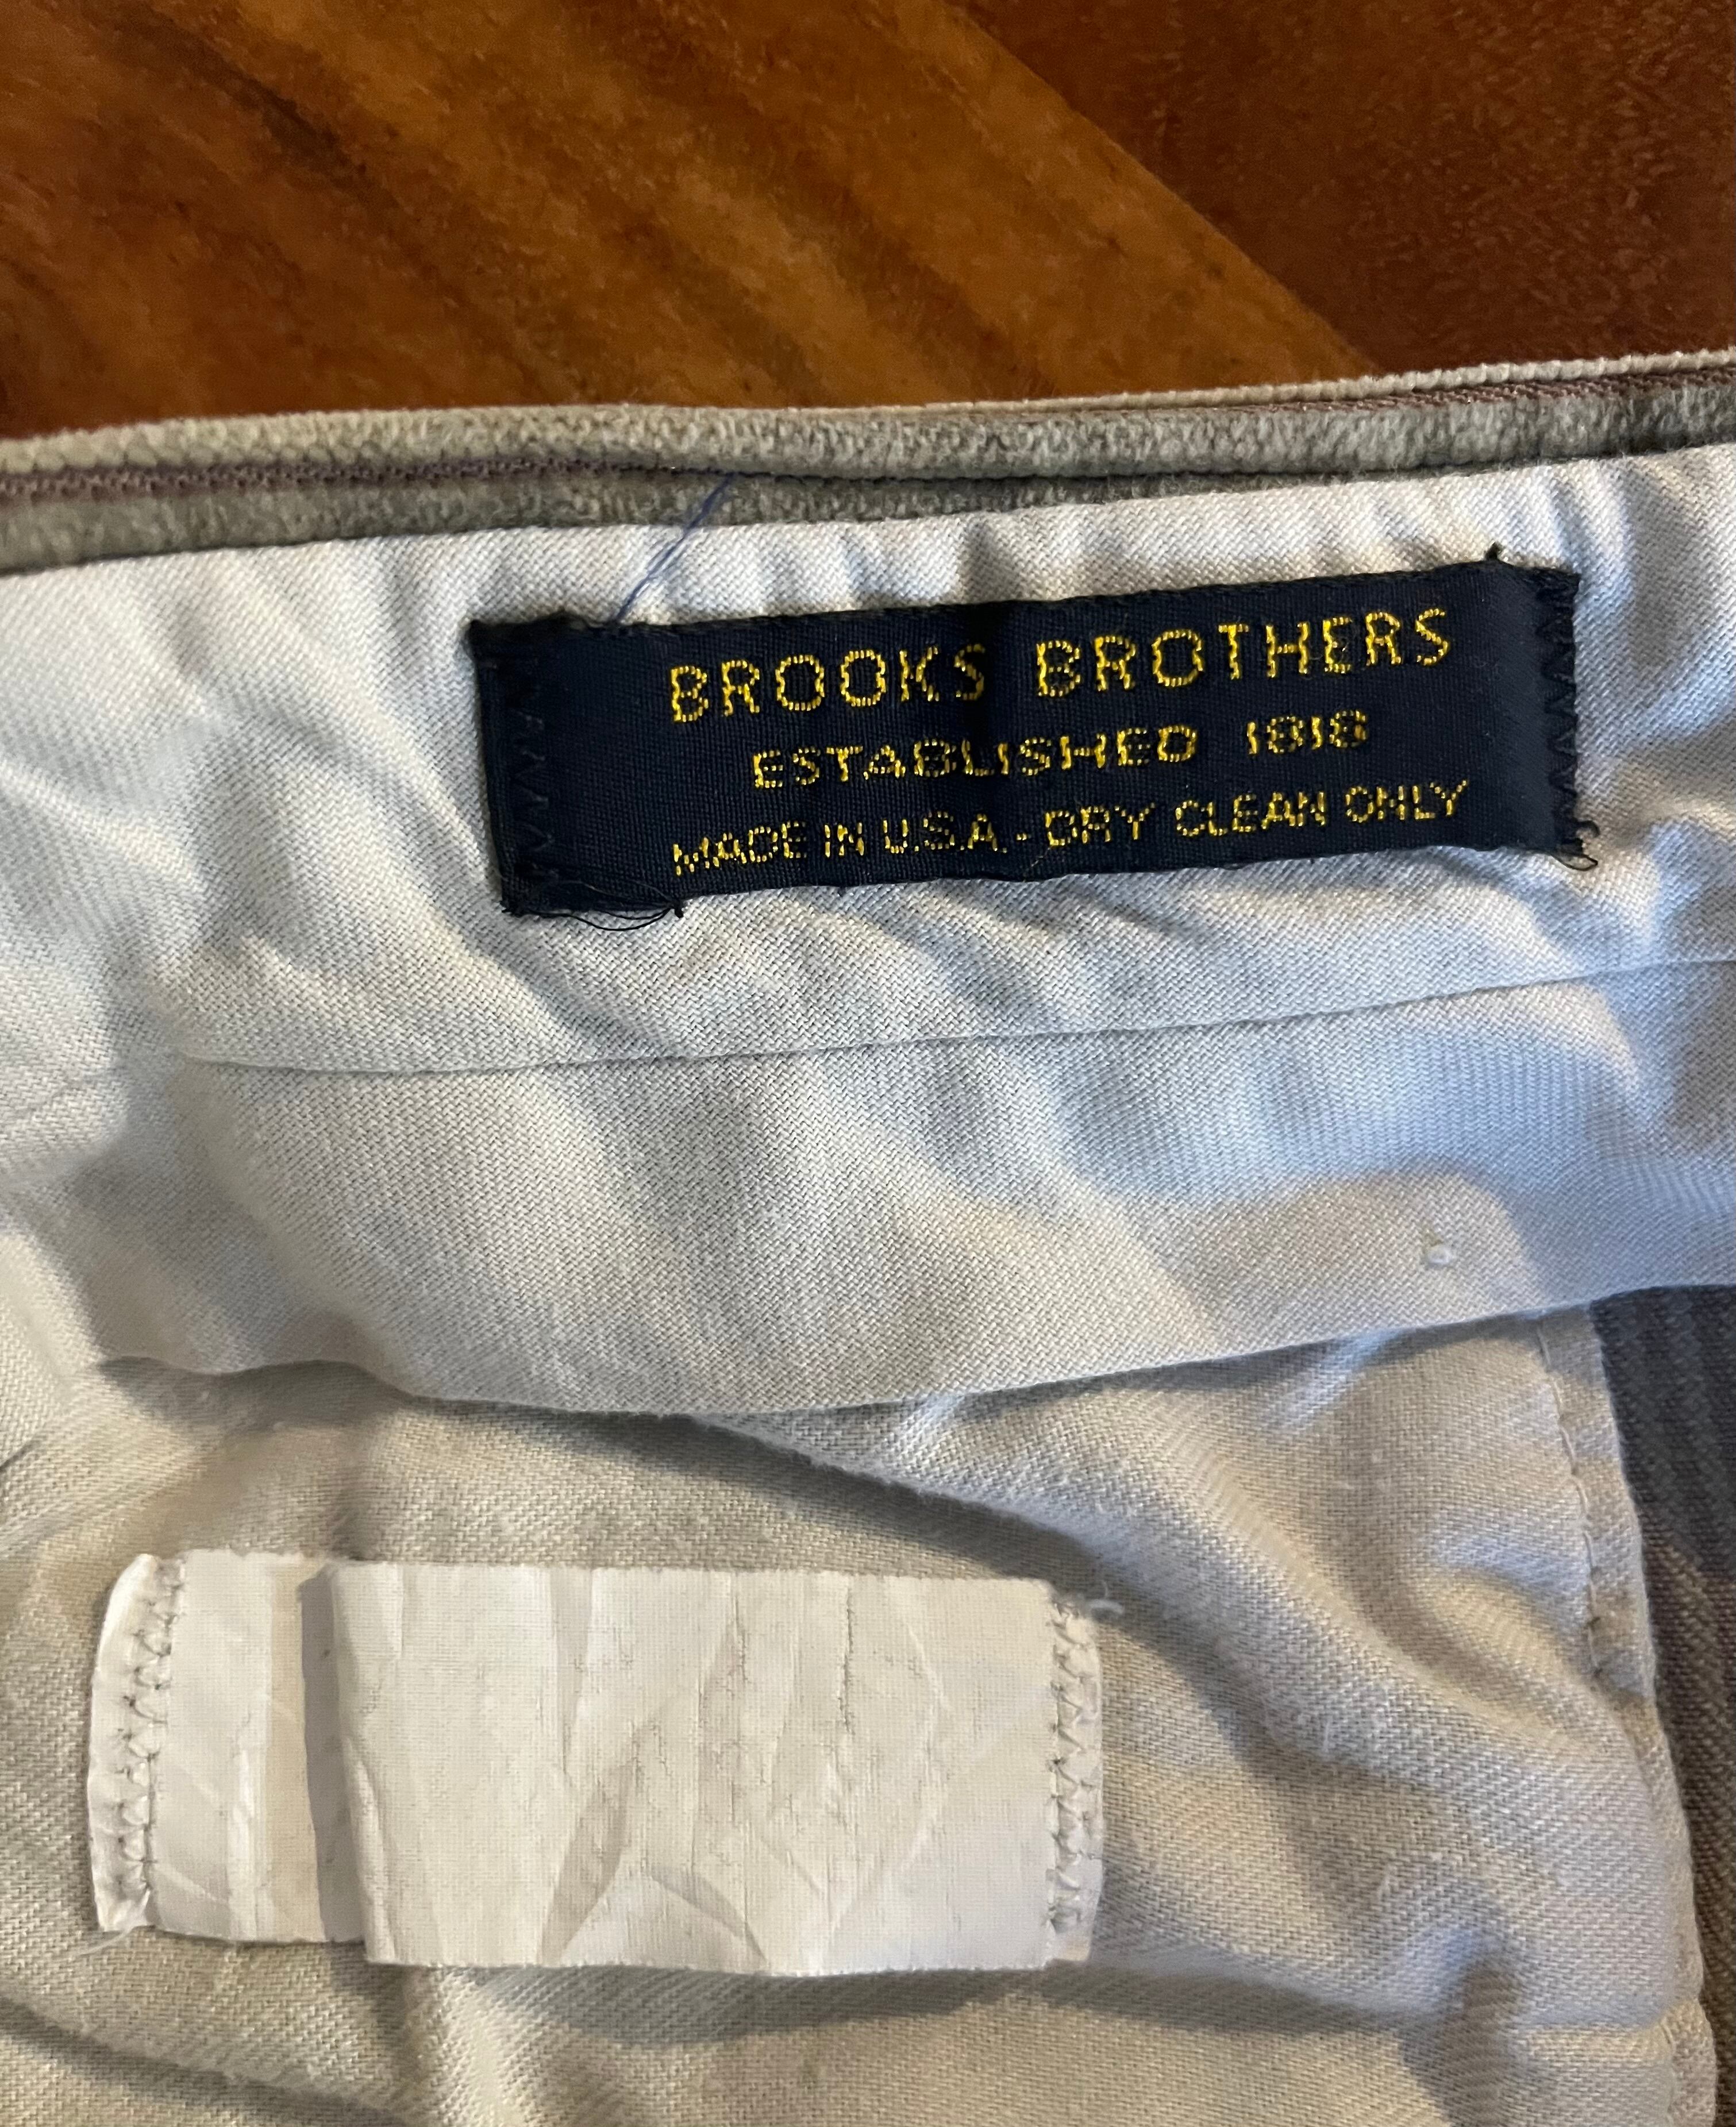 BROOKS BROTHERS
ESTABLISHED 1818
MADE IN U.S.A. - DRY CLEAN ONLY